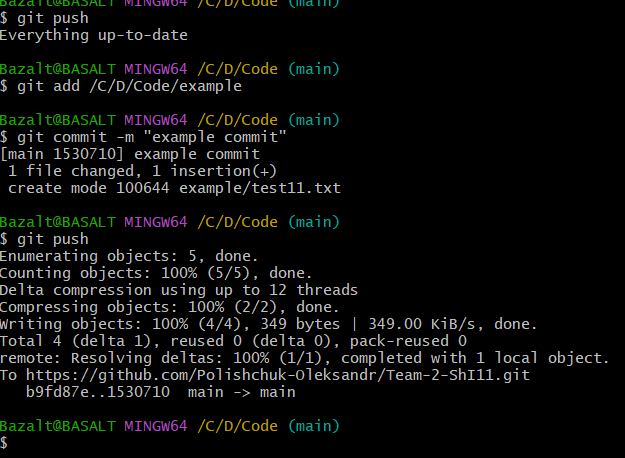 Bazalt@BASALT MINGW64 /C/D/Code (main)
$ git push
Everything up-to-date
Bazalt@BASALT MINGW64 /C/D/Code (main)
$ git add /C/D/Code/example
Bazalt@BASALT MINGW64 /C/D/Code (main)
$ git commit -m "example commit"
[main 1530710] example commit
 1 file changed, 1 insertion(+)
 create mode 100644 example/test11.txt
Bazalt@BASALT MINGW64 /C/D/Code (main)
$ git push
Enumerating objects: 5, done.
Counting objects: 100% (5/5), done.
Delta compression using up to 12 threads
Compressing objects: 100% (2/2), done.
Writing objects: 100% (4/4), 349 bytes | 349.00 KiB/s, done.
Total 4 (delta 1), reused 0 (delta 0), pack-reused 0
remote: Resolving deltas: 100% (1/1), completed with 1 local object.
To https://github.com/Polishchuk-Oleksandr/Team-2-ShI11.git
   b9fd87e..1530710  main -> main
Bazalt@BASALT MINGW64 /C/D/Code (main)
$